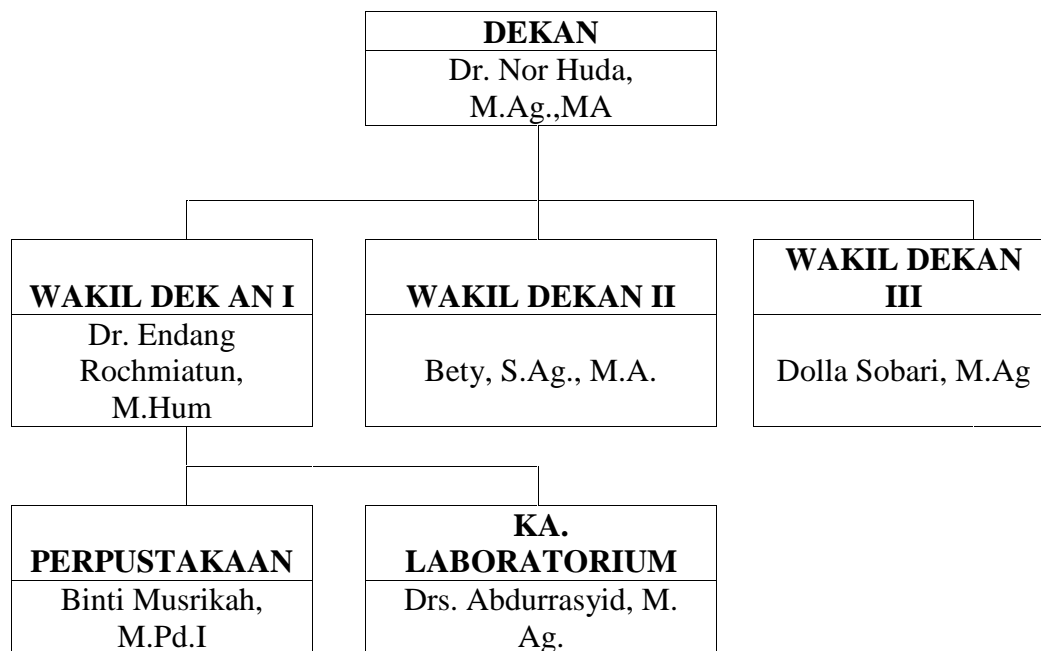 DEKAN
Dr. Nor Huda,
M.Ag.,MA
WAKIL DEK AN I
Dr. Endang
Rochmiatun,
M.Hum
WAKIL DEKAN II
Bety, S.Ag., M.A.
WAKIL DEKAN
III
Dolla Sobari, M.Ag
PERPUSTAKAAN
Binti Musrikah,
M.Pd.I
KA.
LABORATORIUM
Drs. Abdurrasyid, M.
Ag.